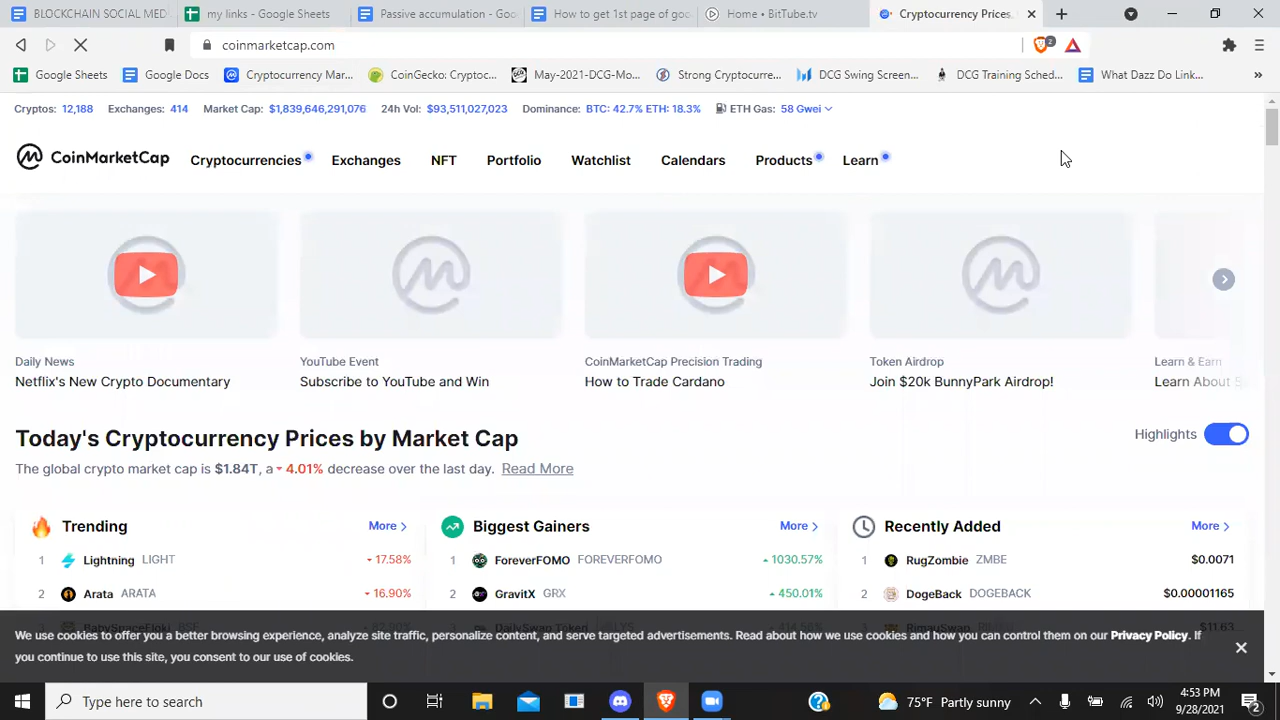 BLOCKCHAIN SOCIAL MED
my links - Google Sheets
Passive accumulation - Goo
How to get 1st page of goo
Home • BitTube.tv
Cryptocurrency Prices,
coinmarketcap.com
2
Google Sheets
Google Docs
Cryptocurrency Mar...
CoinGecko: Cryptoc...
May-2021-DCG-Mo...
Strong Cryptocurre...
DCG Swing Screen...
DCG Training Sched...
What Dazz Do Link...
Cryptos: 12,188 Exchanges: 414 Market Cap: $1,839,646,291,076 24h Vol: $93,511,027,023 Dominance: BTC: 42.7% ETH: 18.3% ETH Gas: 58 Gwei
CoinMarketCap
Cryptocurrencies Exchanges NFT Portfolio Watchlist Calendars Products Learn
Daily News
Netflix's New Crypto Documentary
YouTube Event
Subscribe to YouTube and Win
CoinMarketCap Precision Trading
How to Trade Cardano
Token Airdrop
Join $20k BunnyPark Airdrop!
Learn & Earn
Learn About
Today's Cryptocurrency Prices by Market Cap
Highlights
The global crypto market cap is $1.84T, a 4.01% decrease over the last day. Read More
Trending More
1 Lightning LIGHT 17.58%
2 Arata ARATA 16.90%
Biggest Gainers More
1 ForeverFOMO FOREVERFOMO 1030.57%
2 GravitX GRX 450.01%
Recently Added More
1 RugZombie ZMBE $0.0071
2 DogeBack DOGEBACK $0.00001165
We use cookies to offer you a better browsing experience, analyze site traffic, personalize content, and serve targeted advertisements. Read about how we use cookies and how you can control them on our Privacy Policy. If
you continue to use this site, you consent to our use of cookies.
Type here to search
75°F Partly sunny
4:53 PM
9/28/2021
2